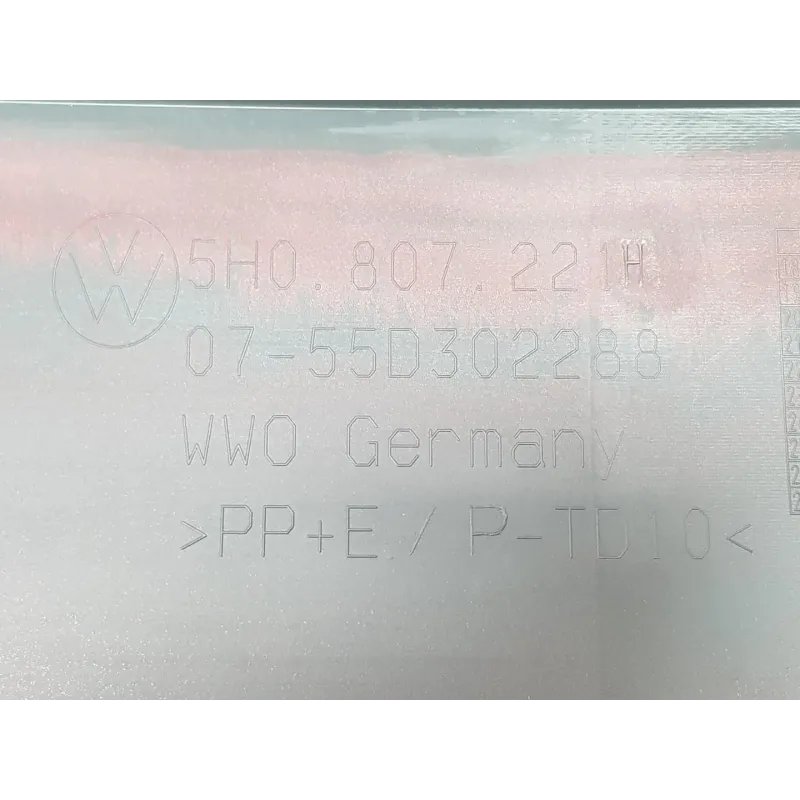 5H0.807.221H
07-55D302288
WWO Germany
>PP+E/P-TD10<